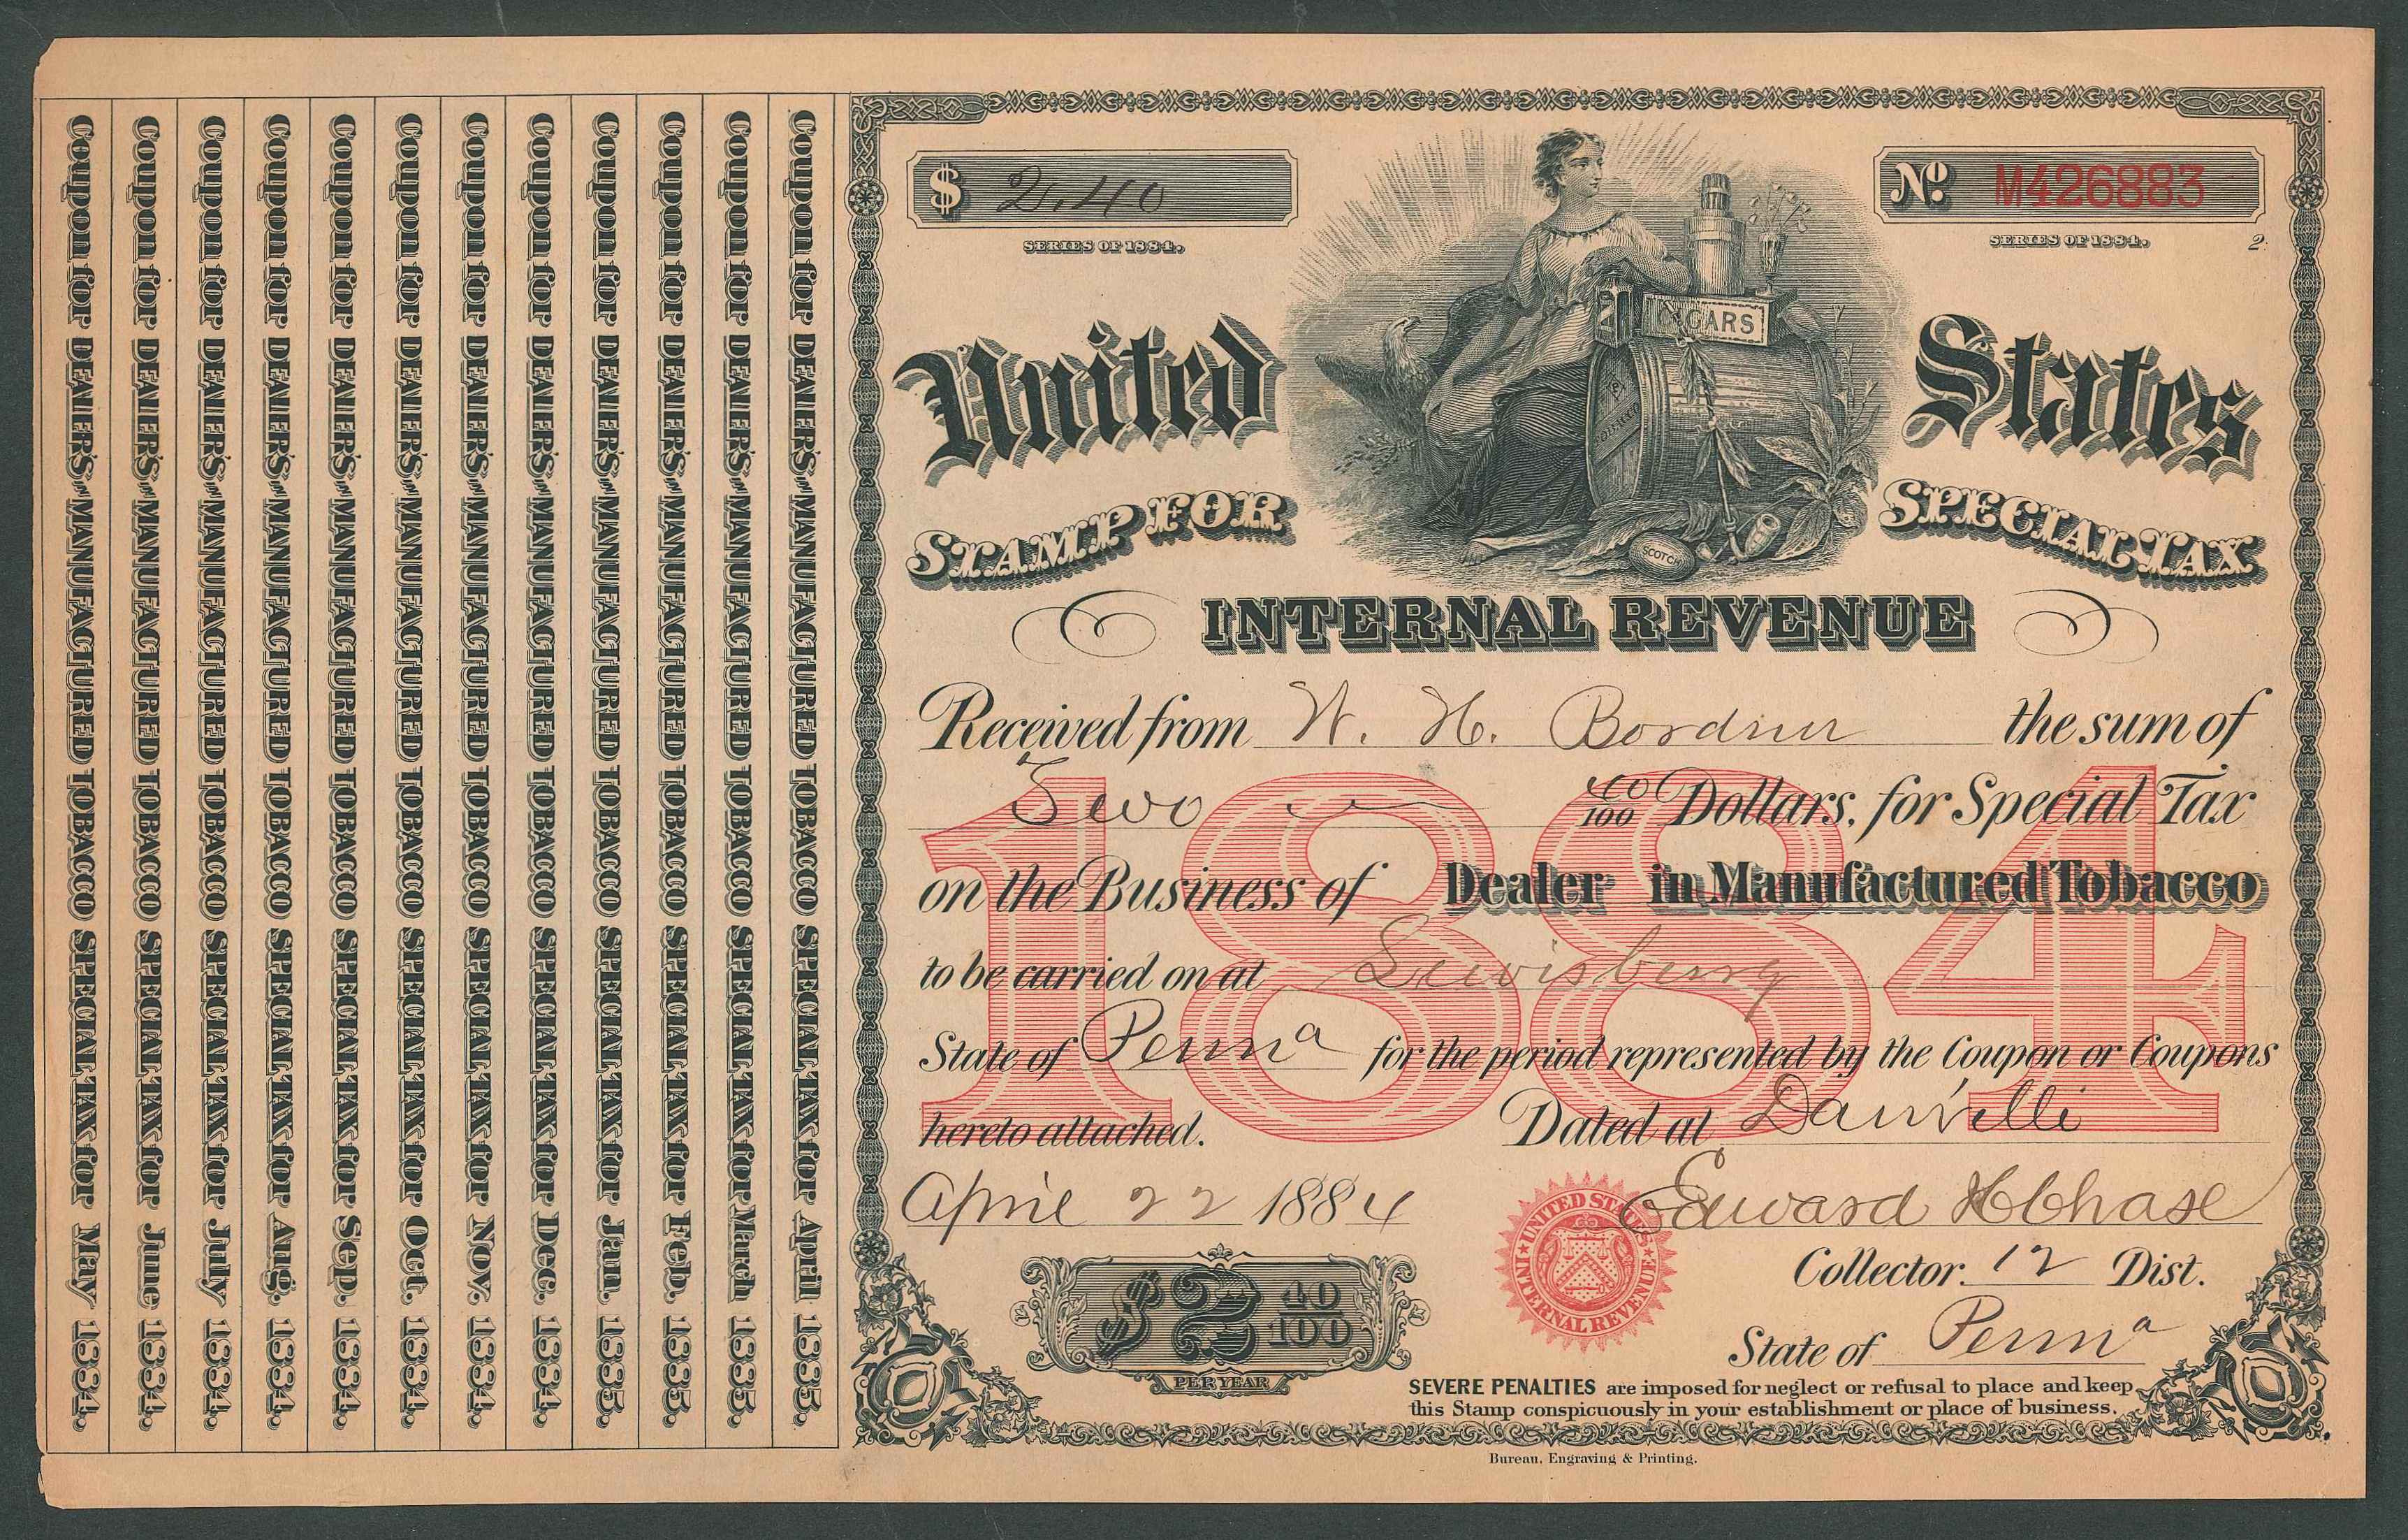 Coupon for DEALER'S IN MANUFACTURED TOBACCO SPECIAL TAX for May 1884.
Coupon for DEALER'S IN MANUFACTURED TOBACCO SPECIAL TAX for June 1884.
Coupon for DEALER'S IN MANUFACTURED TOBACCO SPECIAL TAX for July 1884.
Coupon for DEALER'S IN MANUFACTURED TOBACCO SPECIAL TAX for Aug. 1884.
Coupon for DEALER'S IN MANUFACTURED TOBACCO SPECIAL TAX for Sep. 1884.
Coupon for DEALER'S IN MANUFACTURED TOBACCO SPECIAL TAX for Oct. 1884.
Coupon for DEALER'S IN MANUFACTURED TOBACCO SPECIAL TAX for Nov. 1884.
Coupon for DEALER'S IN MANUFACTURED TOBACCO SPECIAL TAX for Dec. 1884.
Coupon for DEALER'S IN MANUFACTURED TOBACCO SPECIAL TAX for Jan. 1885.
Coupon for DEALER'S IN MANUFACTURED TOBACCO SPECIAL TAX for Feb. 1885.
Coupon for DEALER'S IN MANUFACTURED TOBACCO SPECIAL TAX for March 1885.
Coupon for DEALER'S IN MANUFACTURED TOBACCO SPECIAL TAX for April 1885.
$ 2.40
No. M426883
SERIES OF 1884.
SERIES OF 1884. 2
CIGARS
SCOTCH
United States
STAMP FOR SPECIAL TAX
INTERNAL REVENUE
Received from W. H. the sum of
Two 40/100 Dollars, for Special Tax
1884
on the Business of Dealer in Manufactured Tobacco
to be carried on at Lewisburg
State of Penna for the period represented by the Coupon or Coupons
hereto attached. Dated at Danville
April 22 1884 Edward H Chase
UNITED STATES INTERNAL REVENUE
Collector. 12 Dist.
$2 40/100
PER YEAR
State of Penna
SEVERE PENALTIES are imposed for neglect or refusal to place and keep
this Stamp conspicuously in your establishment or place of business.
Bureau, Engraving & Printing.